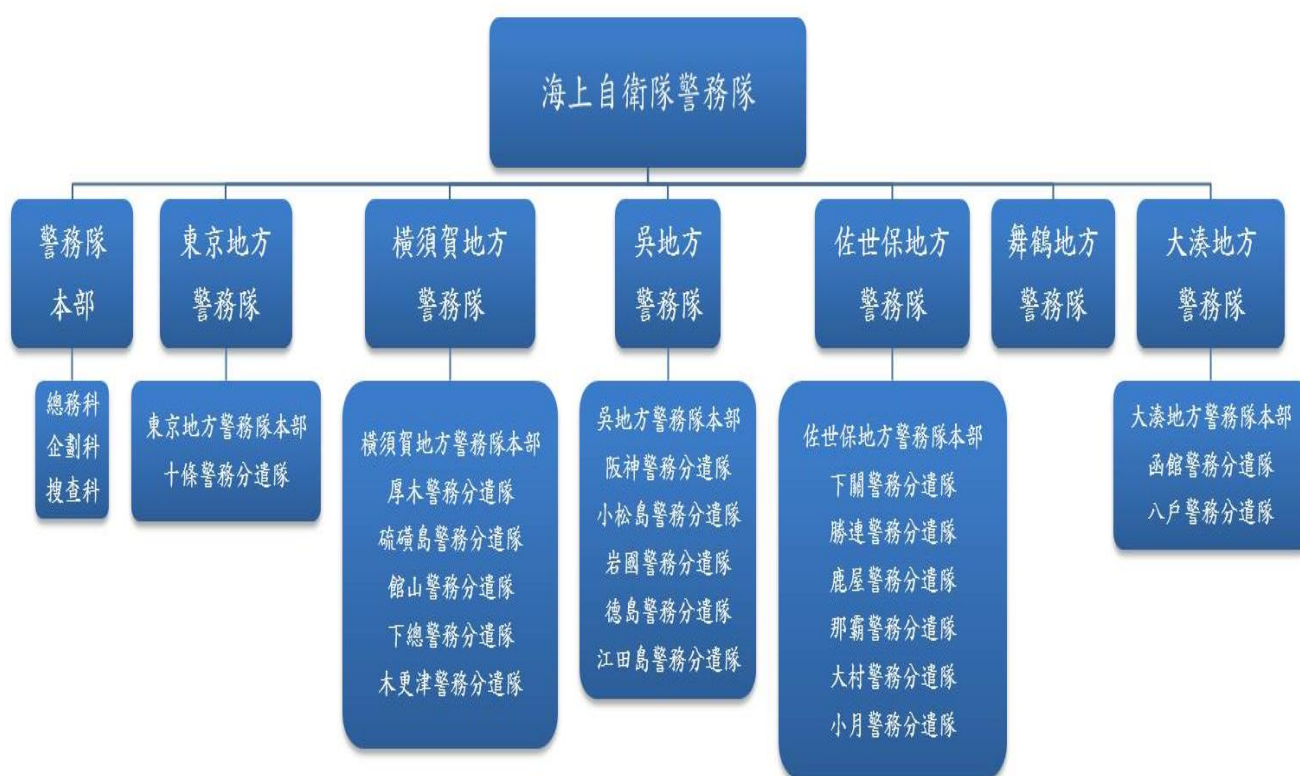 海上自衛隊警務隊
警務隊
本部
東京地方
警務隊
橫須賀地方
警務隊
吳地方
警務隊
佐世保地方
警務隊
舞鶴地方
警務隊
大湊地方
警務隊
總務科
企劃科
搜查科
東京地方警務隊本部
十條警務分遣隊
橫須賀地方警務隊本部
厚木警務分遣隊
硫磺島警務分遣隊
館山警務分遣隊
下總警務分遣隊
木更津警務分遣隊
吳地方警務隊本部
阪神警務分遣隊
小松島警務分遣隊
岩國警務分遣隊
德島警務分遣隊
江田島警務分遣隊
佐世保地方警務隊本部
下關警務分遣隊
勝連警務分遣隊
鹿屋警務分遣隊
那霸警務分遣隊
大村警務分遣隊
小月警務分遣隊
大湊地方警務隊本部
函館警務分遣隊
八戶警務分遣隊